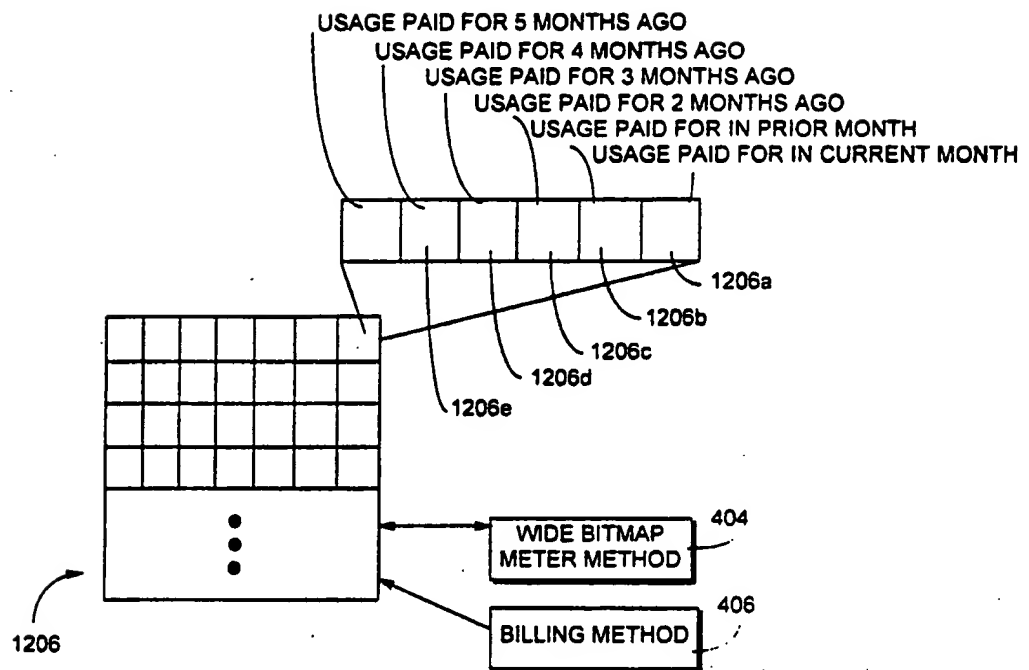 USAGE PAID FOR 5 MONTHS AGO
USAGE PAID FOR 4 MONTHS AGO
USAGE PAID FOR 3 MONTHS AGO
USAGE PAID FOR 2 MONTHS AGO
USAGE PAID FOR IN PRIOR MONTH
USAGE PAID FOR IN CURRENT MONTH
1206a
1206b
1206c
1206d
1206e
404
WIDE BITMAP
METER METHOD
406
BILLING METHOD
1206